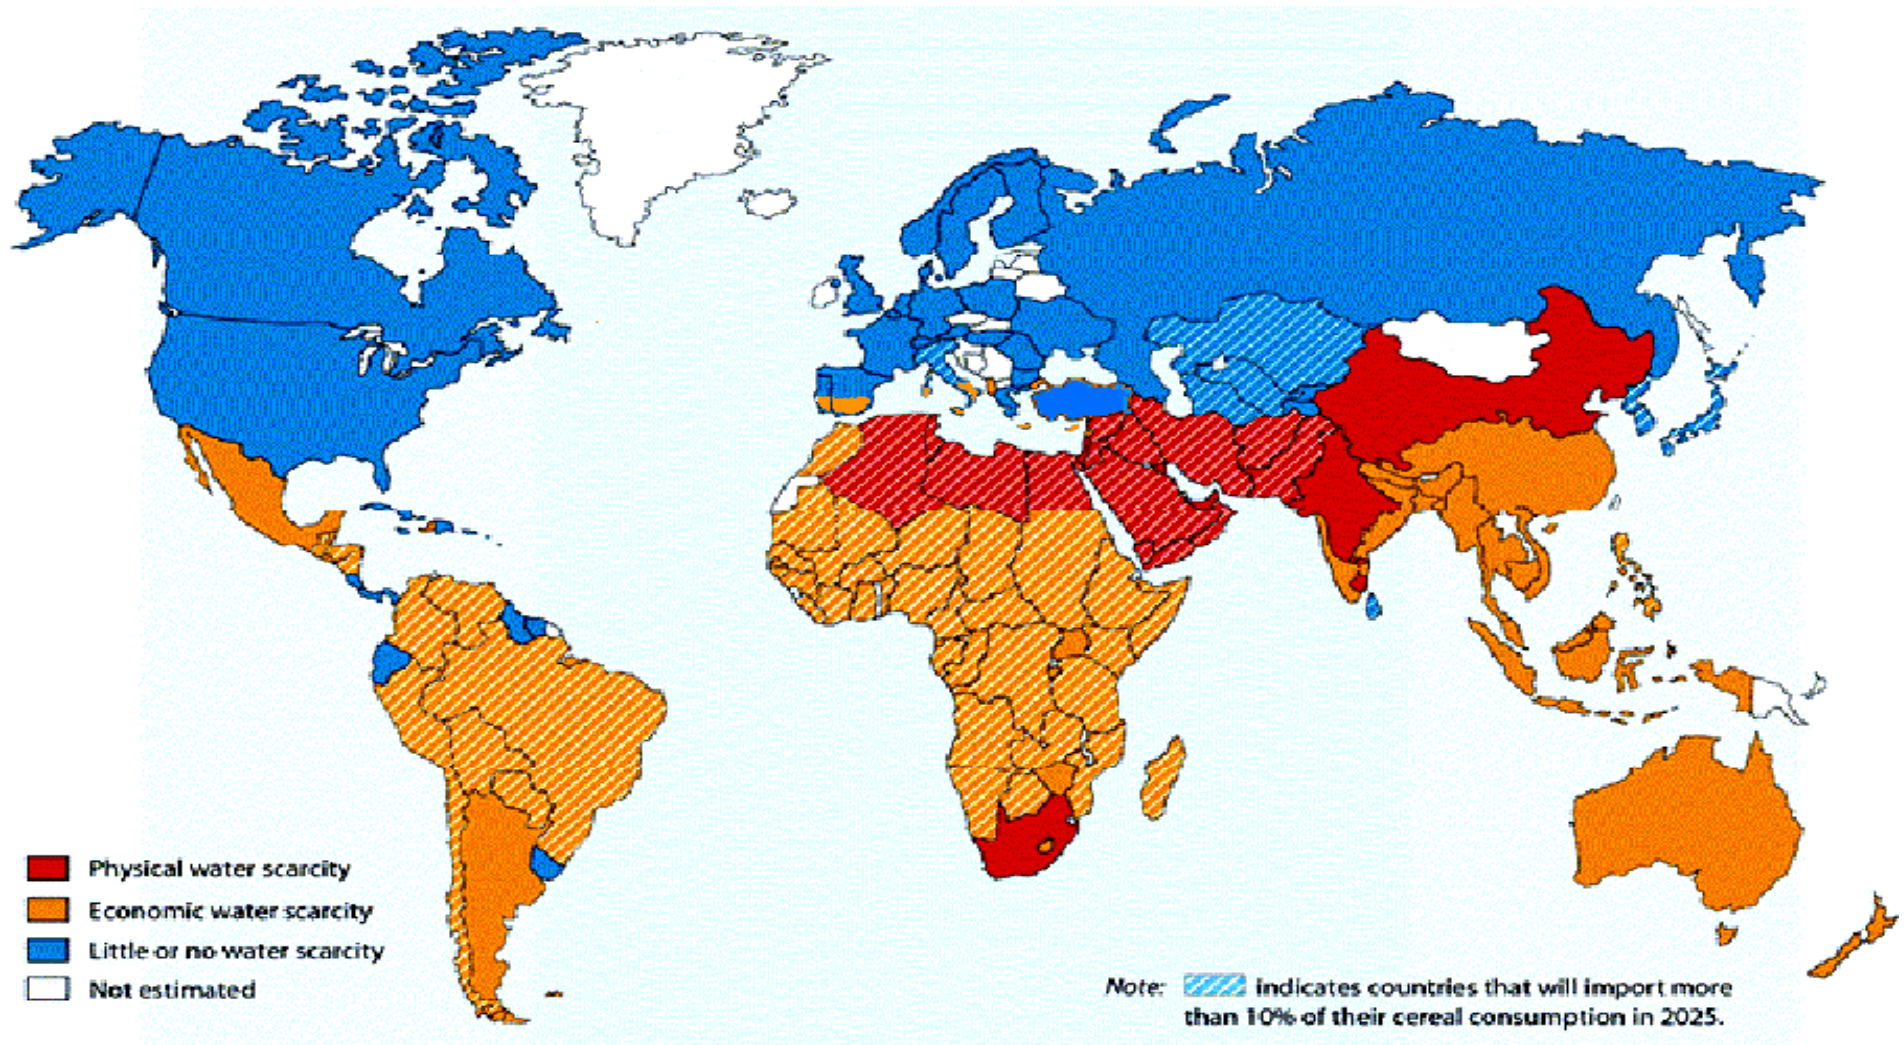 Physical water scarcity
Economic water scarcity
Little or no water scarcity
Not estimated
Note: indicates countries that will import more
than 10% of their cereal consumption in 2025.